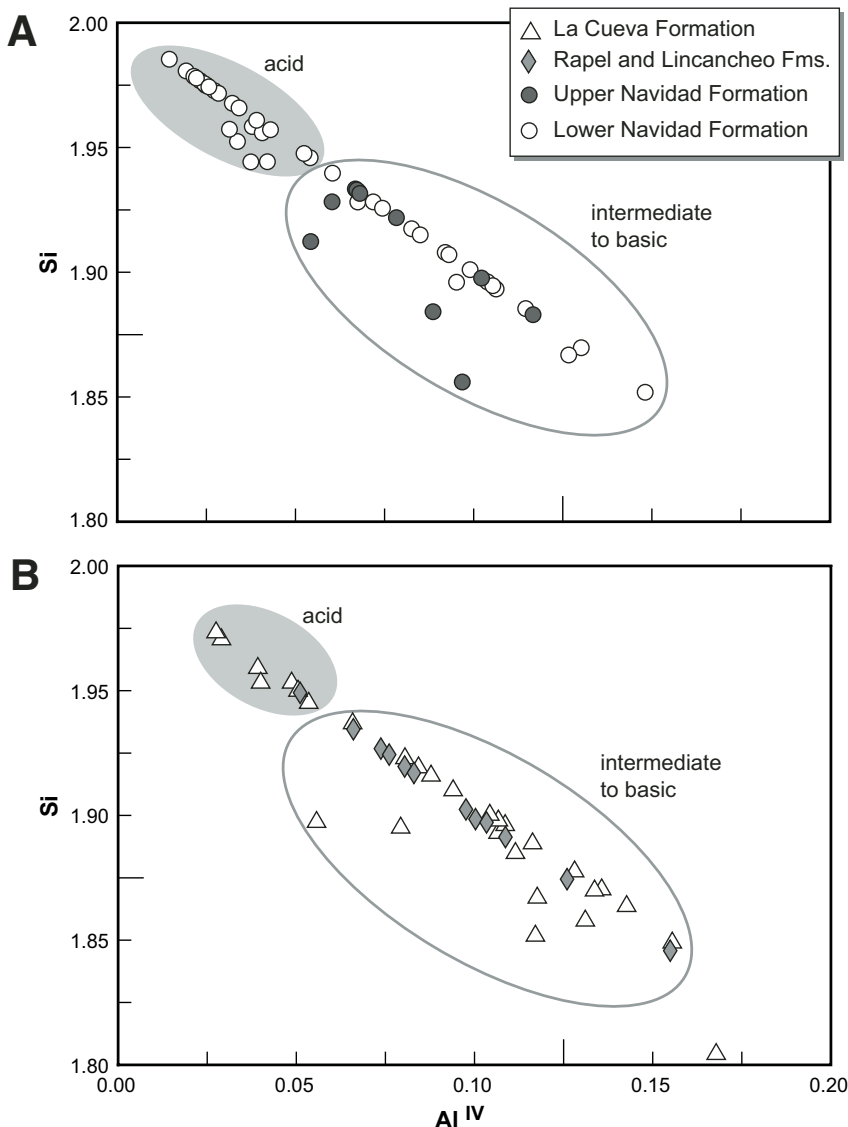 A
2.00
1.95
1.90
1.85
1.80
Si
acid
intermediate
to basic
La Cueva Formation
Rapel and Lincancheo Fms.
Upper Navidad Formation
Lower Navidad Formation
B
2.00
1.95
1.90
1.85
1.80
Si
acid
intermediate
to basic
0.00 0.05 0.10 0.15 0.20
Al IV